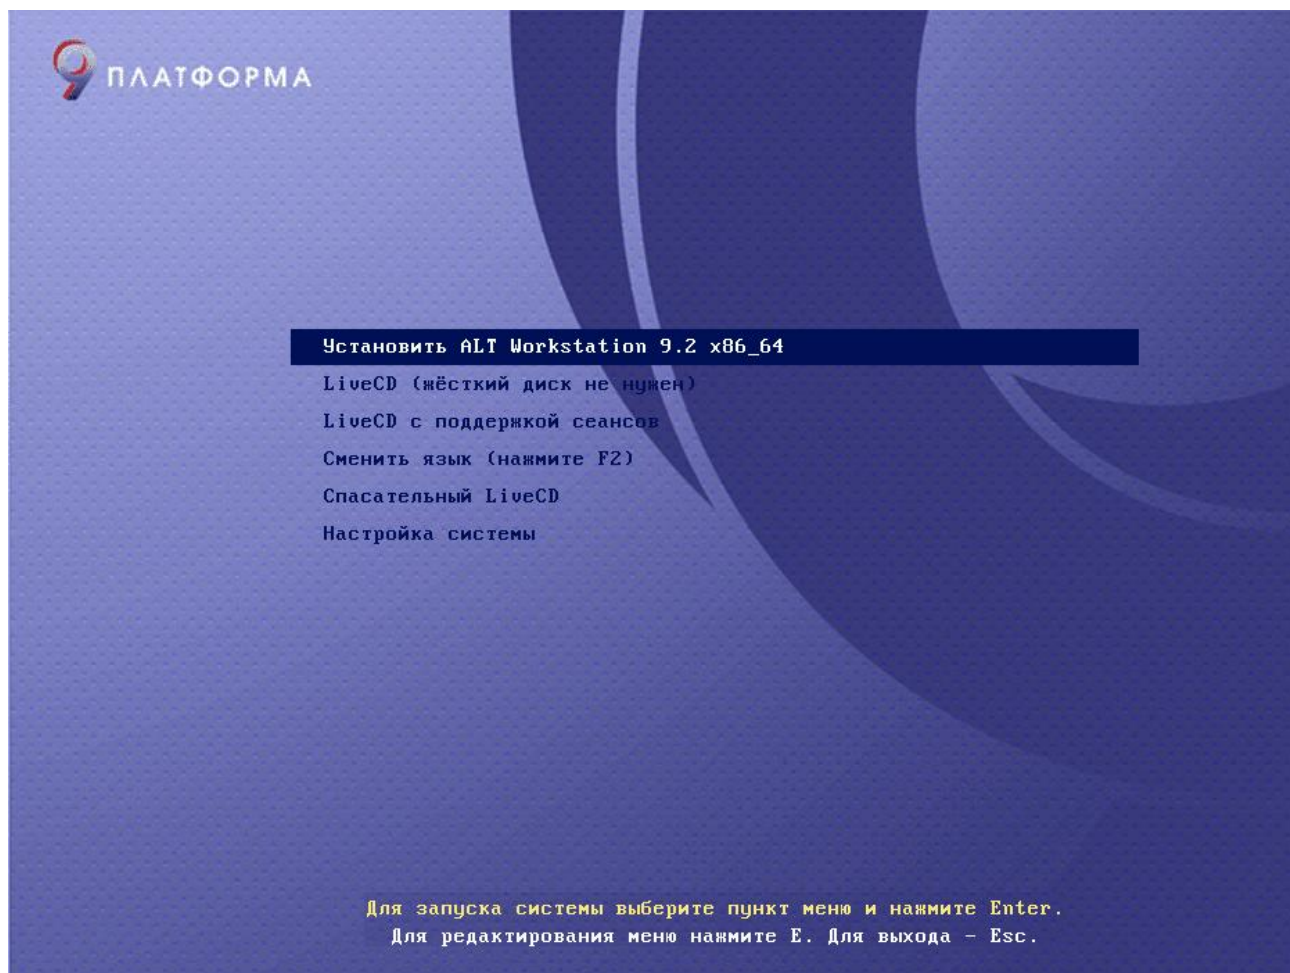 9 ПЛАТФОРМА
Установить ALT Workstation 9.2 x86_64
LiveCD (жёсткий диск не нужен)
LiveCD с поддержкой сеансов
Сменить язык (нажмите F2)
Спасательный LiveCD
Настройка системы
Для запуска системы выберите пункт меню и нажмите Enter.
Для редактирования меню нажмите E. Для выхода - Esc.